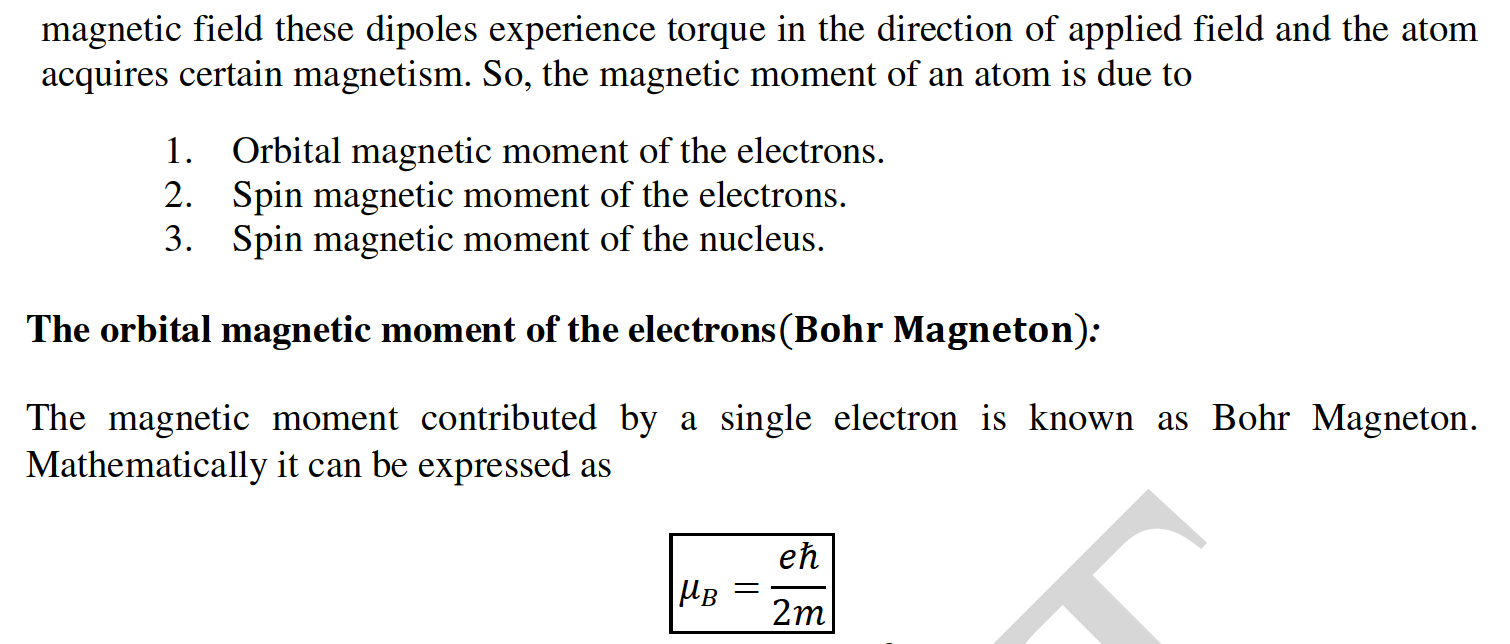 magnetic field these dipoles experience torque in the direction of applied field and the atom
acquires certain magnetism. So, the magnetic moment of an atom is due to
1. Orbital magnetic moment of the electrons.
2. Spin magnetic moment of the electrons.
3. Spin magnetic moment of the nucleus.
The orbital magnetic moment of the electrons(Bohr Magneton):
The magnetic moment contributed by a single electron is known as Bohr Magneton.
Mathematically it can be expressed as
μ_B = eħ/2m